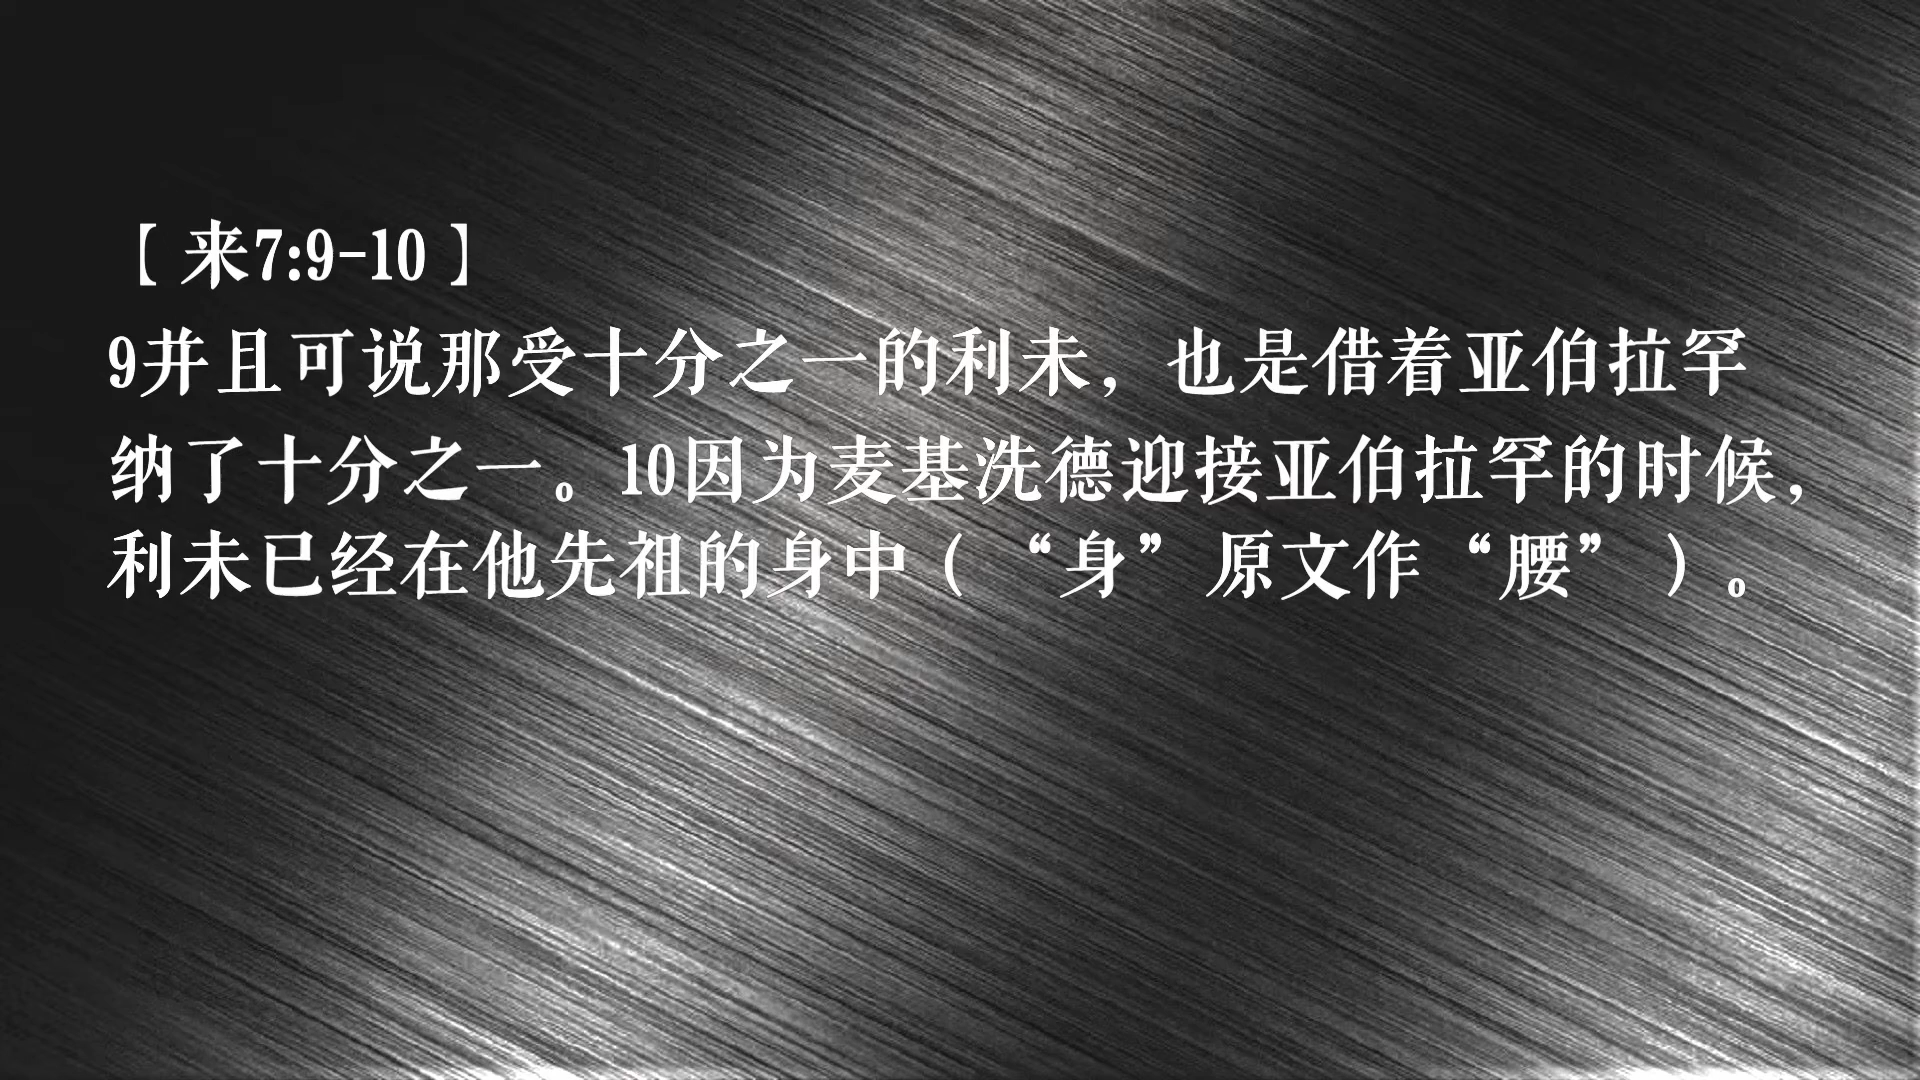 【 来7:9-10 】
9并且可说那受十分之一的利未，也是借着亚伯拉罕
纳了十分之一。10因为麦基洗德迎接亚伯拉罕的时候，
利未已经在他先祖的身中（ “身” 原文作 “腰” ）。